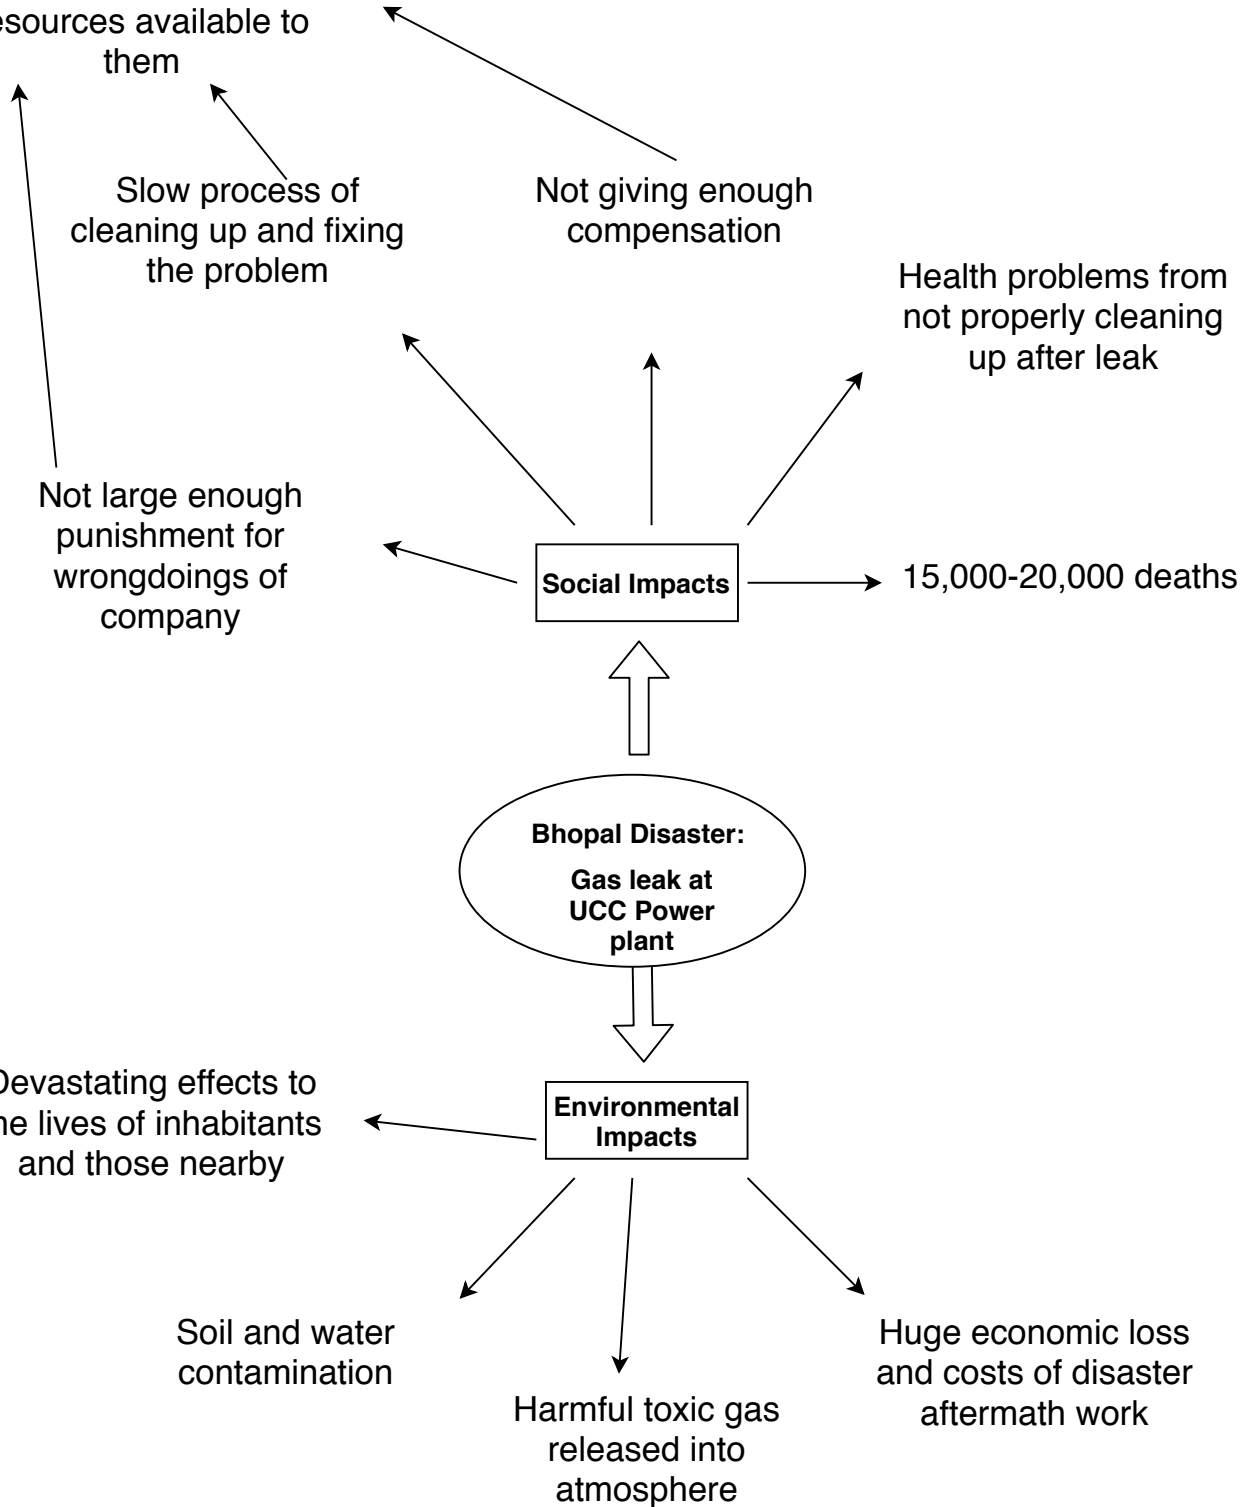 esources available to
them
Slow process of
cleaning up and fixing
the problem
Not giving enough
compensation
Health problems from
not properly cleaning
up after leak
Not large enough
punishment for
wrongdoings of
company
Social Impacts
15,000-20,000 deaths
Bhopal Disaster:
Gas leak at
UCC Power
plant
Environmental
Impacts
Devastating effects to
he lives of inhabitants
and those nearby
Soil and water
contamination
Harmful toxic gas
released into
atmosphere
Huge economic loss
and costs of disaster
aftermath work